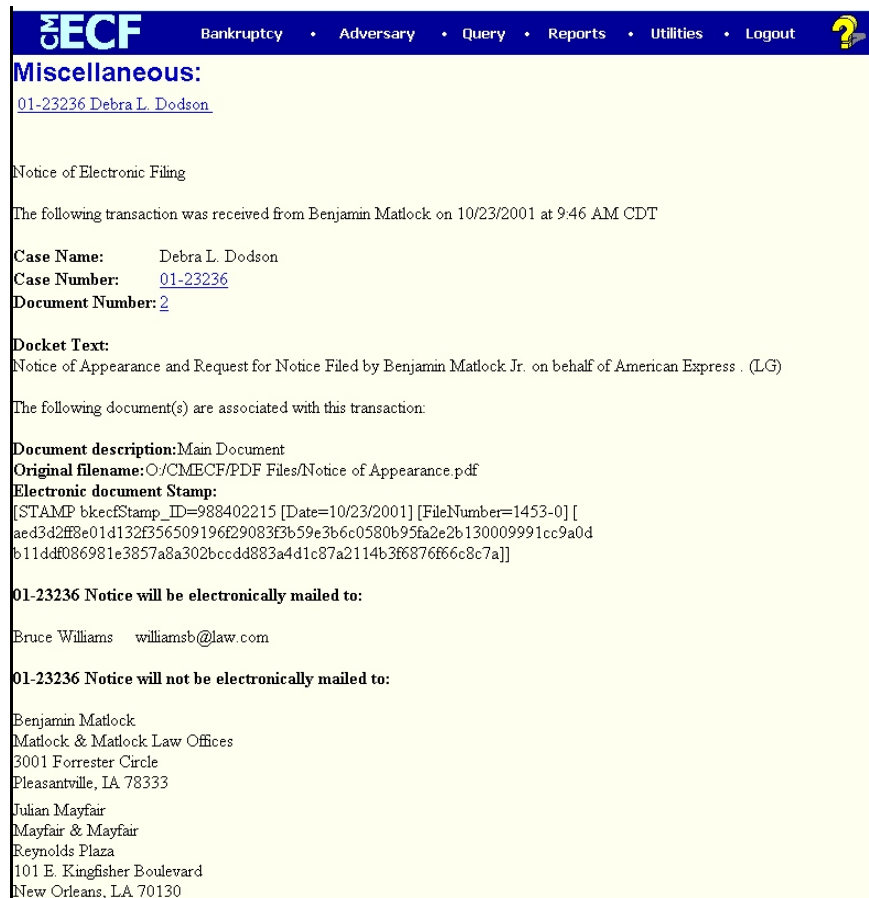 CM ECF Bankruptcy • Adversary • Query • Reports • Utilities • Logout ?
Miscellaneous:
01-23236 Debra L. Dodson
Notice of Electronic Filing
The following transaction was received from Benjamin Matlock on 10/23/2001 at 9:46 AM CDT
Case Name: Debra L. Dodson
Case Number: 01-23236
Document Number: 2
Docket Text:
Notice of Appearance and Request for Notice Filed by Benjamin Matlock Jr. on behalf of American Express . (LG)
The following document(s) are associated with this transaction:
Document description:Main Document
Original filename:O:/CMECF/PDF Files/Notice of Appearance.pdf
Electronic document Stamp:
[STAMP bkecfStamp_ID=988402215 [Date=10/23/2001] [FileNumber=1453-0] [
aed3d2ff8e01d132f356509196f29083f3b59e3b6c0580b95fa2e2b130009991cc9a0d
b11ddf086981e3857a8a302bccdd883a4d1c87a2114b3f6876f66c8c7a]]
01-23236 Notice will be electronically mailed to:
Bruce Williams williamsb@law.com
01-23236 Notice will not be electronically mailed to:
Benjamin Matlock
Matlock & Matlock Law Offices
3001 Forrester Circle
Pleasantville, IA 78333
Julian Mayfair
Mayfair & Mayfair
Reynolds Plaza
101 E. Kingfisher Boulevard
New Orleans, LA 70130